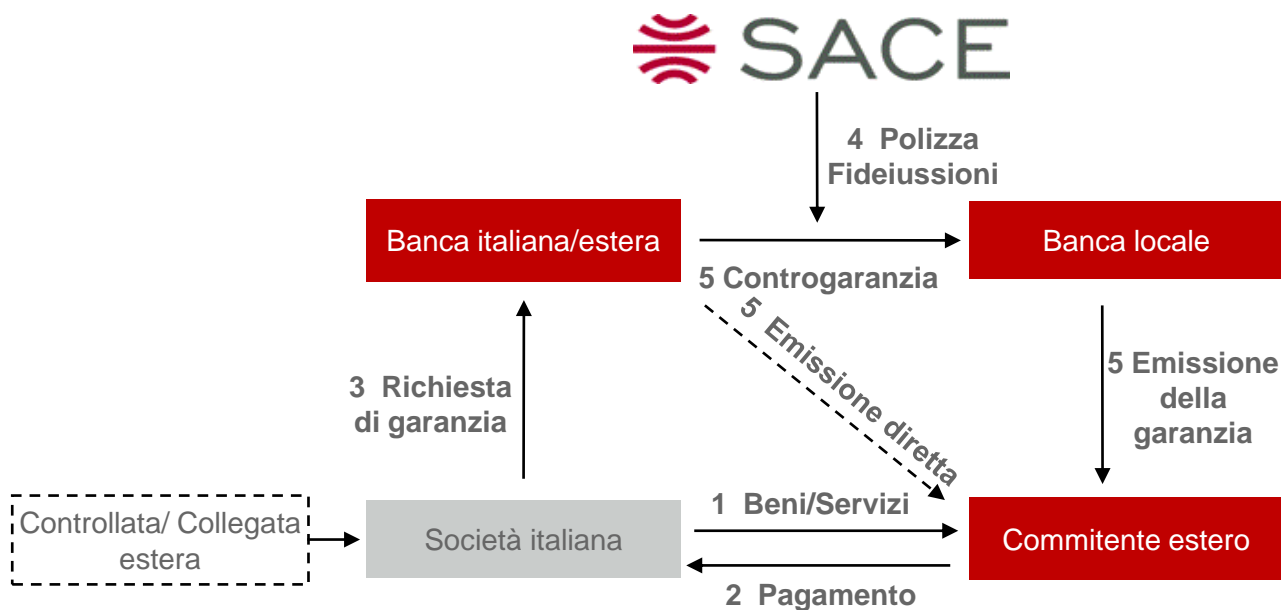 SACE
4 Polizza
Fideiussioni
Banca italiana/estera
Banca locale
5 Controgaranzia
5 Emissione diretta
3 Richiesta
di garanzia
5 Emissione
della
garanzia
Controllata/ Collegata
estera
Società italiana
1 Beni/Servizi
Commitente estero
2 Pagamento